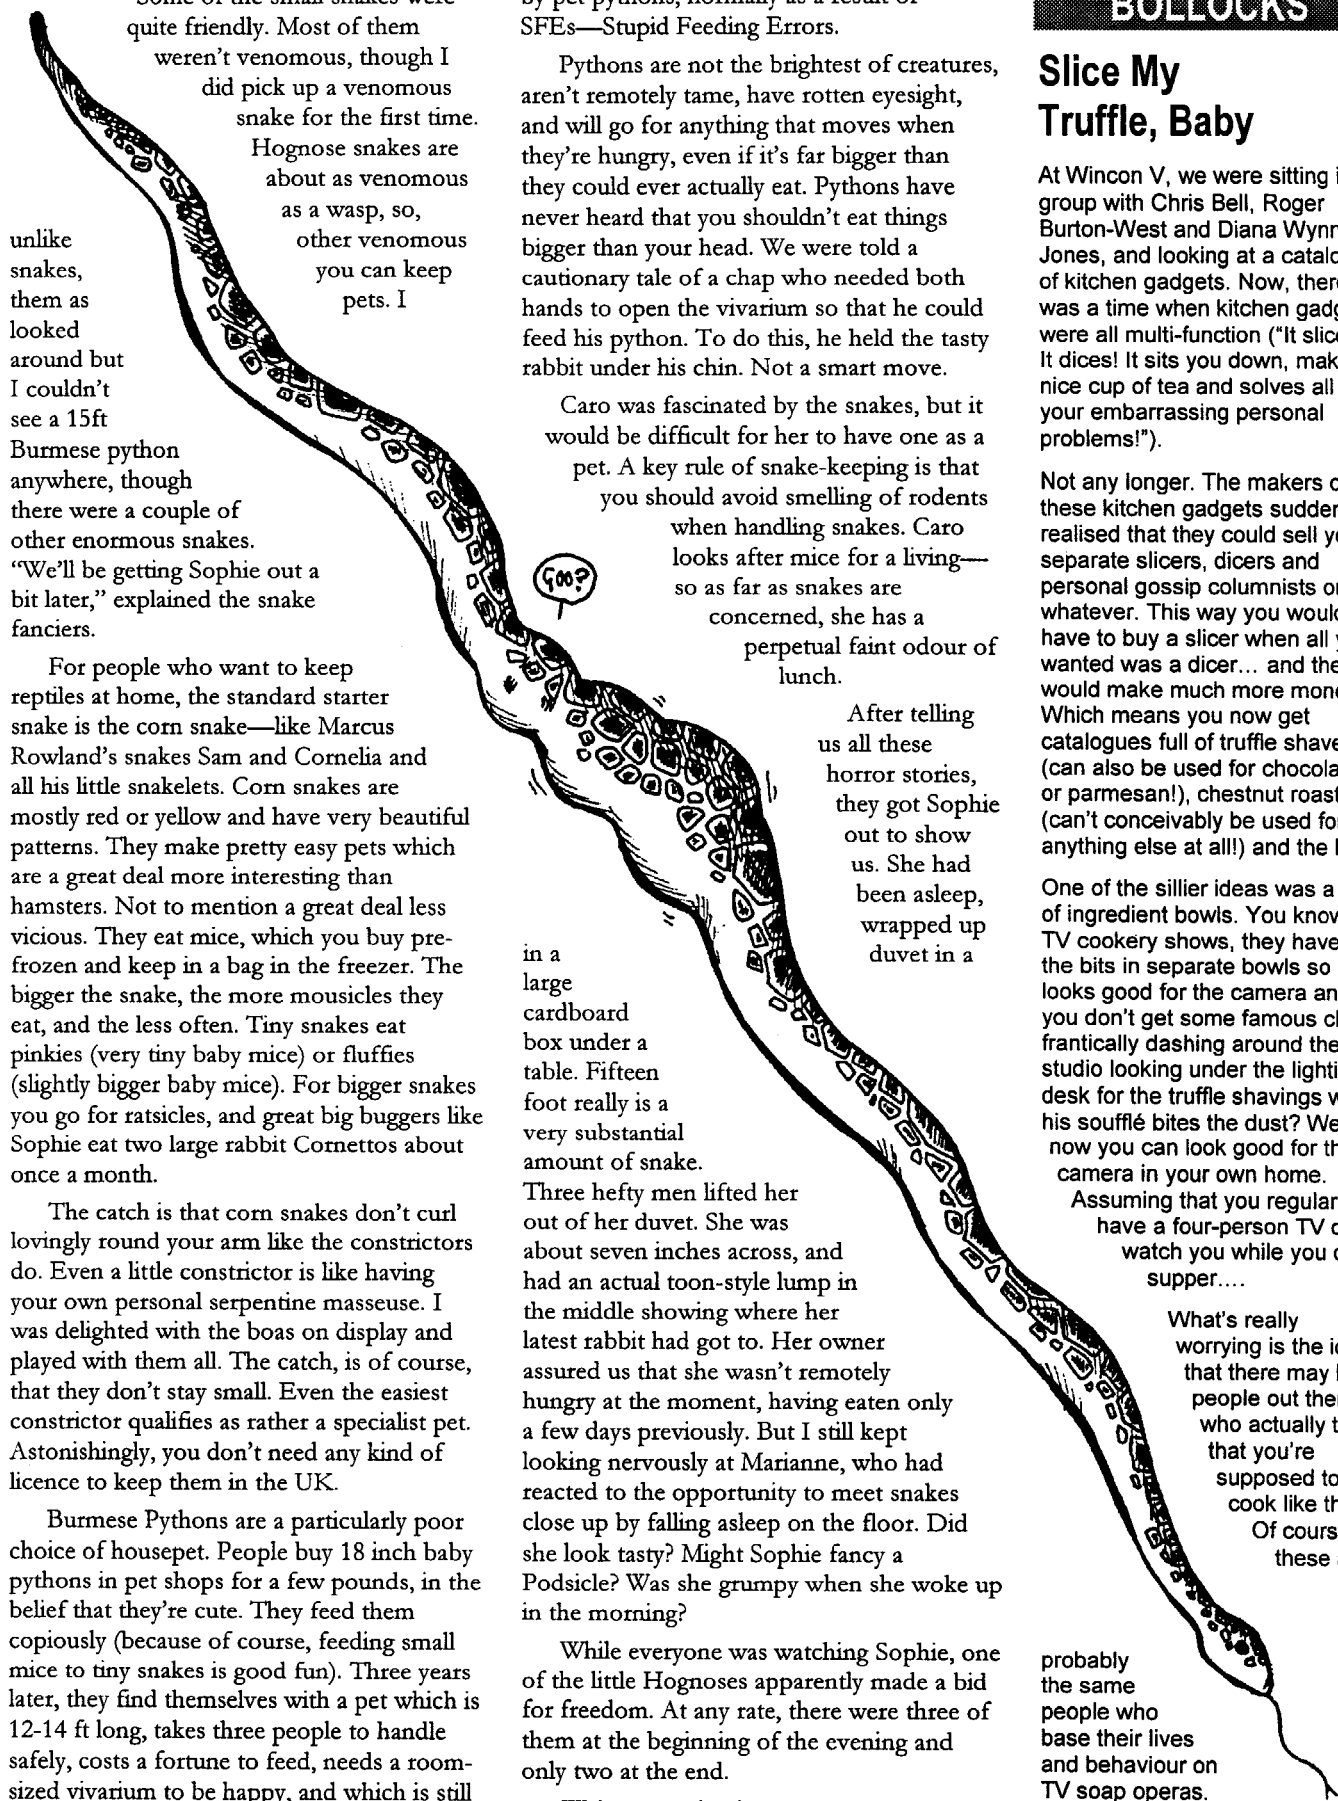 Some of the small snakes were
quite friendly. Most of them
weren't venomous, though I
did pick up a venomous
snake for the first time.
Hognose snakes are
about as venomous
as a wasp, so,
unlike other venomous
snakes, you can keep
them as pets. I
looked
around but
I couldn't
see a 15ft
Burmese python
anywhere, though
there were a couple of
other enormous snakes.
“We'll be getting Sophie out a
bit later,” explained the snake
fanciers.
For people who want to keep
reptiles at home, the standard starter
snake is the corn snake—like Marcus
Rowland's snakes Sam and Cornelia and
all his little snakelets. Corn snakes are
mostly red or yellow and have very beautiful
patterns. They make pretty easy pets which
are a great deal more interesting than
hamsters. Not to mention a great deal less
vicious. They eat mice, which you buy pre-
frozen and keep in a bag in the freezer. The
bigger the snake, the more mousicles they
eat, and the less often. Tiny snakes eat
pinkies (very tiny baby mice) or fluffies
(slightly bigger baby mice). For bigger snakes
you go for ratsicles, and great big buggers like
Sophie eat two large rabbit Cornettos about
once a month.
The catch is that corn snakes don't curl
lovingly round your arm like the constrictors
do. Even a little constrictor is like having
your own personal serpentine masseuse. I
was delighted with the boas on display and
played with them all. The catch, is of course,
that they don't stay small. Even the easiest
constrictor qualifies as rather a specialist pet.
Astonishingly, you don't need any kind of
licence to keep them in the UK.
Burmese Pythons are a particularly poor
choice of housepet. People buy 18 inch baby
pythons in pet shops for a few pounds, in the
belief that they're cute. They feed them
copiously (because of course, feeding small
mice to tiny snakes is good fun). Three years
later, they find themselves with a pet which is
12-14 ft long, takes three people to handle
safely, costs a fortune to feed, needs a room-
sized vivarium to be happy, and which is still
by pet pythons, normally as a result of
SFEs—Stupid Feeding Errors.
Pythons are not the brightest of creatures,
aren't remotely tame, have rotten eyesight,
and will go for anything that moves when
they're hungry, even if it's far bigger than
they could ever actually eat. Pythons have
never heard that you shouldn't eat things
bigger than your head. We were told a
cautionary tale of a chap who needed both
hands to open the vivarium so that he could
feed his python. To do this, he held the tasty
rabbit under his chin. Not a smart move.
Caro was fascinated by the snakes, but it
would be difficult for her to have one as a
pet. A key rule of snake-keeping is that
you should avoid smelling of rodents
when handling snakes. Caro
looks after mice for a living—
so as far as snakes are
concerned, she has a
perpetual faint odour of
lunch.
GOO?
After telling
us all these
horror stories,
they got Sophie
out to show
us. She had
been asleep,
wrapped up
in a duvet in a
large
cardboard
box under a
table. Fifteen
foot really is a
very substantial
amount of snake.
Three hefty men lifted her
out of her duvet. She was
about seven inches across, and
had an actual toon-style lump in
the middle showing where her
latest rabbit had got to. Her owner
assured us that she wasn't remotely
hungry at the moment, having eaten only
a few days previously. But I still kept
looking nervously at Marianne, who had
reacted to the opportunity to meet snakes
close up by falling asleep on the floor. Did
she look tasty? Might Sophie fancy a
Podsicle? Was she grumpy when she woke up
in the morning?
While everyone was watching Sophie, one
of the little Hognoses apparently made a bid
for freedom. At any rate, there were three of
them at the beginning of the evening and
only two at the end.
BOLLOCKS
Slice My
Truffle, Baby
At Wincon V, we were sitting i
group with Chris Bell, Roger
Burton-West and Diana Wynn
Jones, and looking at a catalo
of kitchen gadgets. Now, there
was a time when kitchen gadg
were all multi-function (“It slice
It dices! It sits you down, mak
nice cup of tea and solves all
your embarrassing personal
problems!”).
Not any longer. The makers o
these kitchen gadgets sudden
realised that they could sell yo
separate slicers, dicers and
personal gossip columnists or
whatever. This way you would
have to buy a slicer when all y
wanted was a dicer... and the
would make much more mone
Which means you now get
catalogues full of truffle shave
(can also be used for chocola
or parmesan!), chestnut roast
(can't conceivably be used for
anything else at all!) and the l
One of the sillier ideas was a
of ingredient bowls. You know
TV cookery shows, they have
the bits in separate bowls so
looks good for the camera an
you don't get some famous ch
frantically dashing around the
studio looking under the lighti
desk for the truffle shavings w
his soufflé bites the dust? We
now you can look good for th
camera in your own home.
Assuming that you regular
have a four-person TV c
watch you while you c
supper....
What's really
worrying is the id
that there may b
people out ther
who actually t
that you're
supposed to
cook like th
Of cours
these a
probably
the same
people who
base their lives
and behaviour on
TV soap operas.